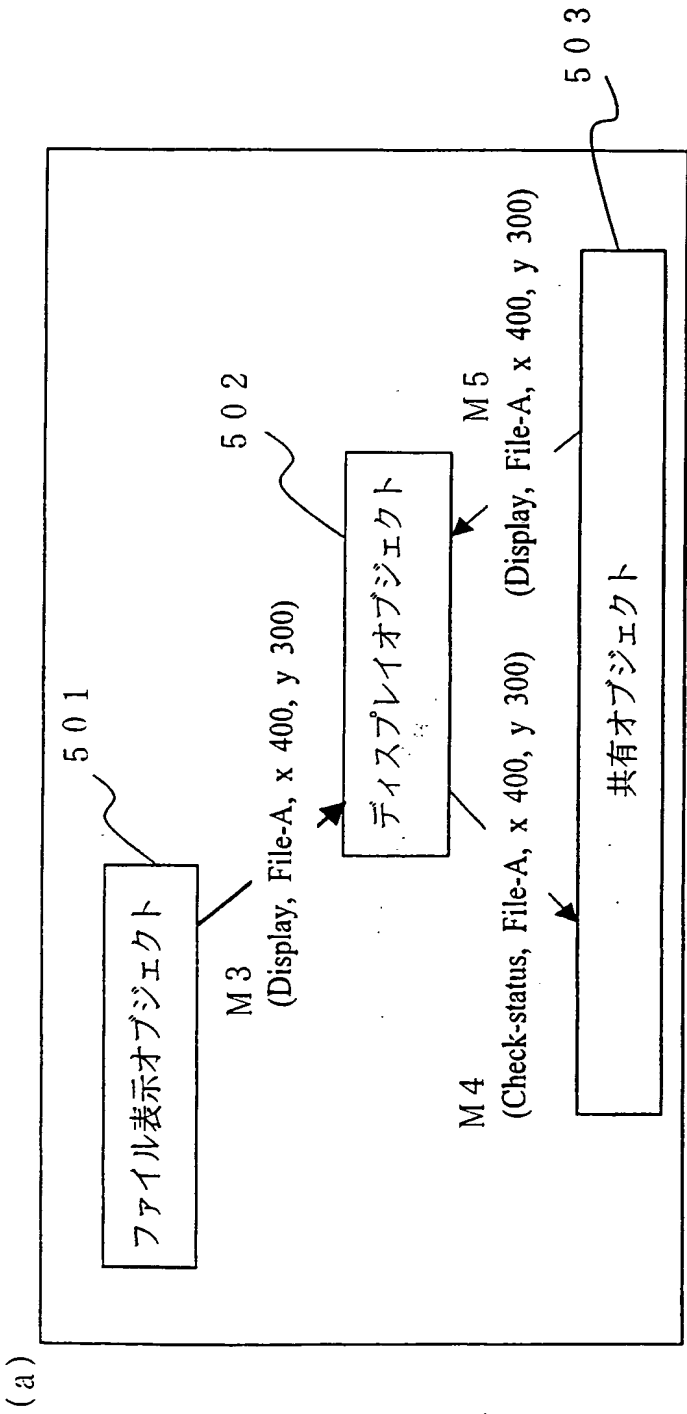 (a)
501
ファイル表示オブジェクト
M3
(Display, File-A, x 400, y 300)
502
ディスプレイオブジェクト
M4
(Check-status, File-A, x 400, y 300)
M5
(Display, File-A, x 400, y 300)
503
共有オブジェクト